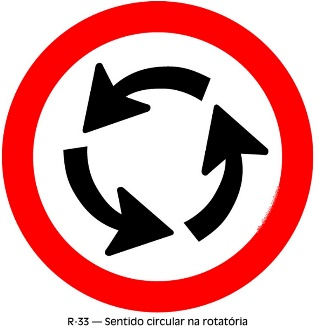 R-33 — Sentido circular na rotatória